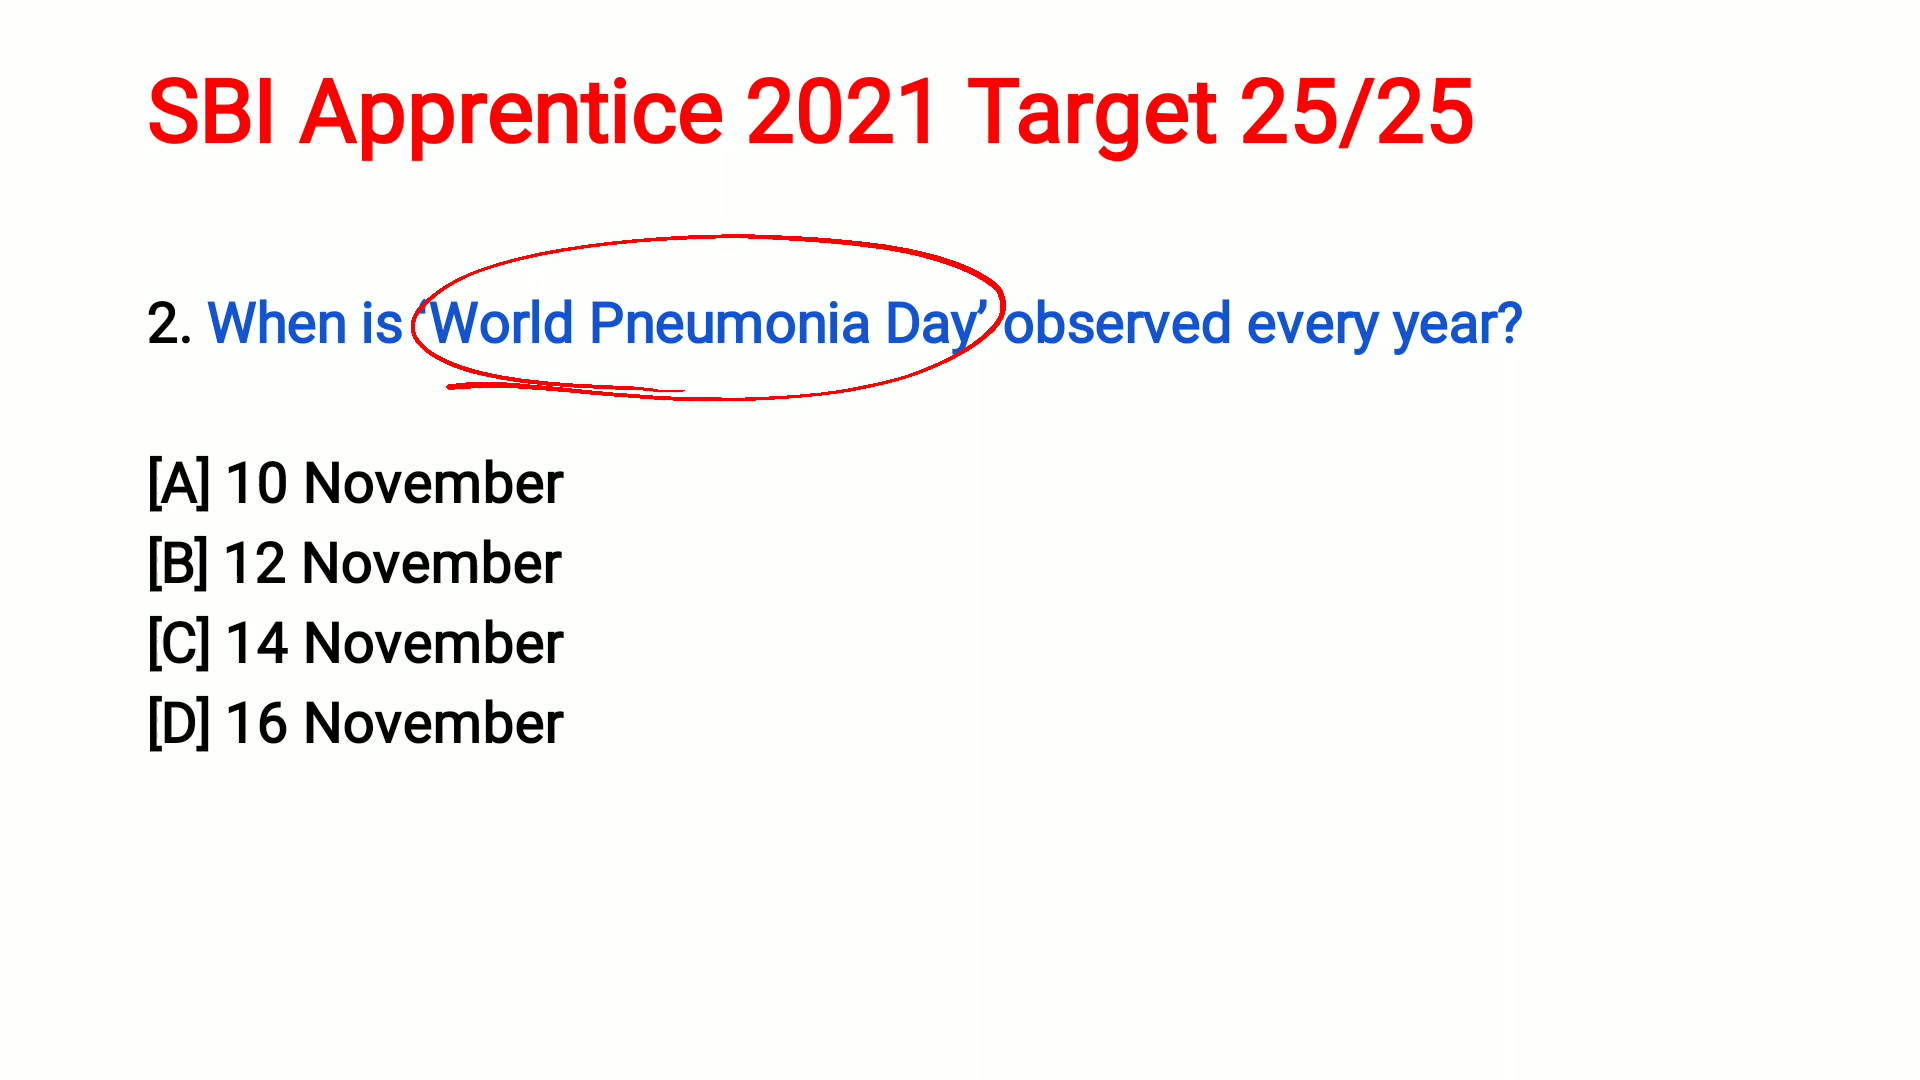 SBI Apprentice 2021 Target 25/25
2. When is ‘World Pneumonia Day’ observed every year?
[A] 10 November
[B] 12 November
[C] 14 November
[D] 16 November